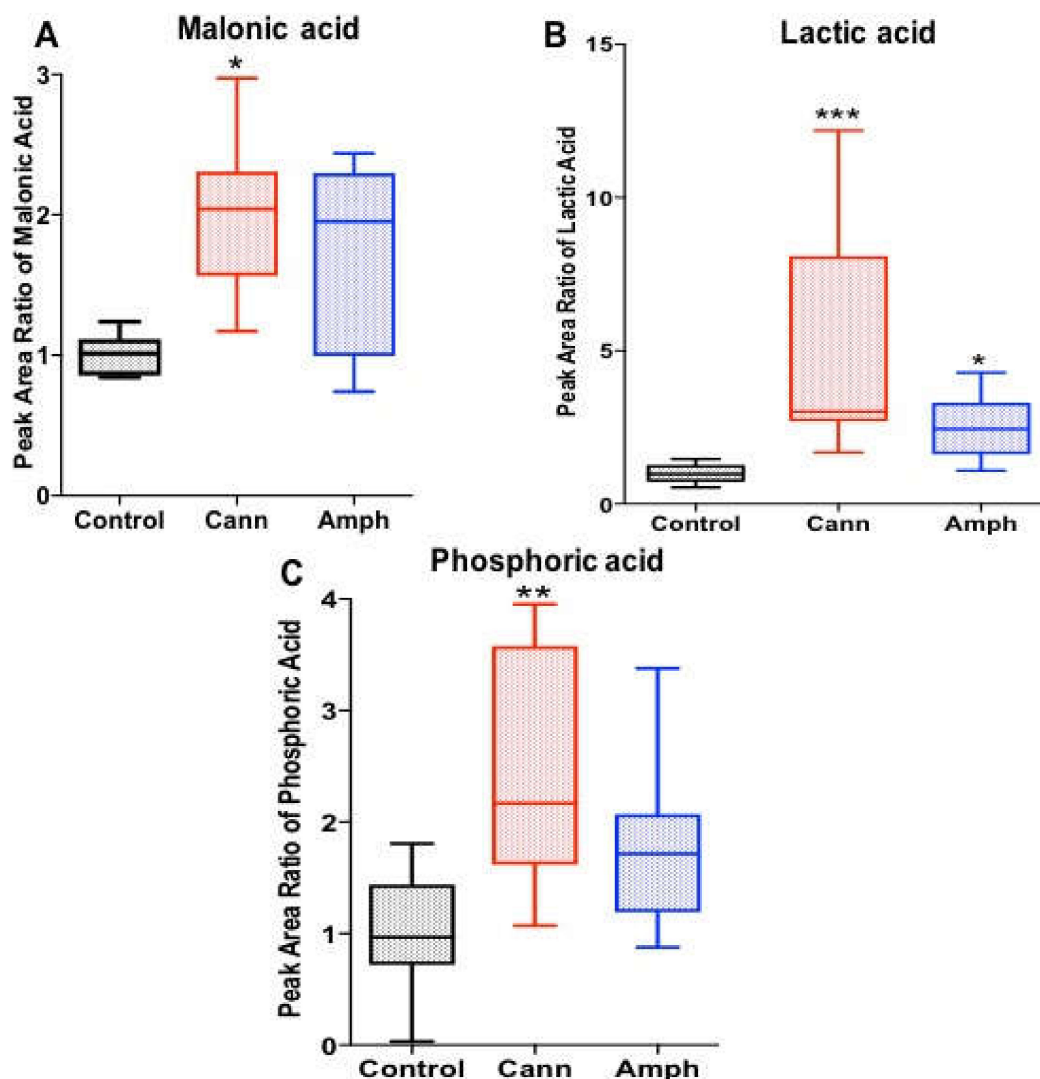 A
Malonic acid
*
Peak Area Ratio of Malonic Acid
3
2
1
0
Control Cann Amph
B
Lactic acid
***
*
Peak Area Ratio of Lactic Acid
15
10
5
0
Control Cann Amph
C
Phosphoric acid
**
Peak Area Ratio of Phosphoric Acid
4
3
2
1
0
Control Cann Amph